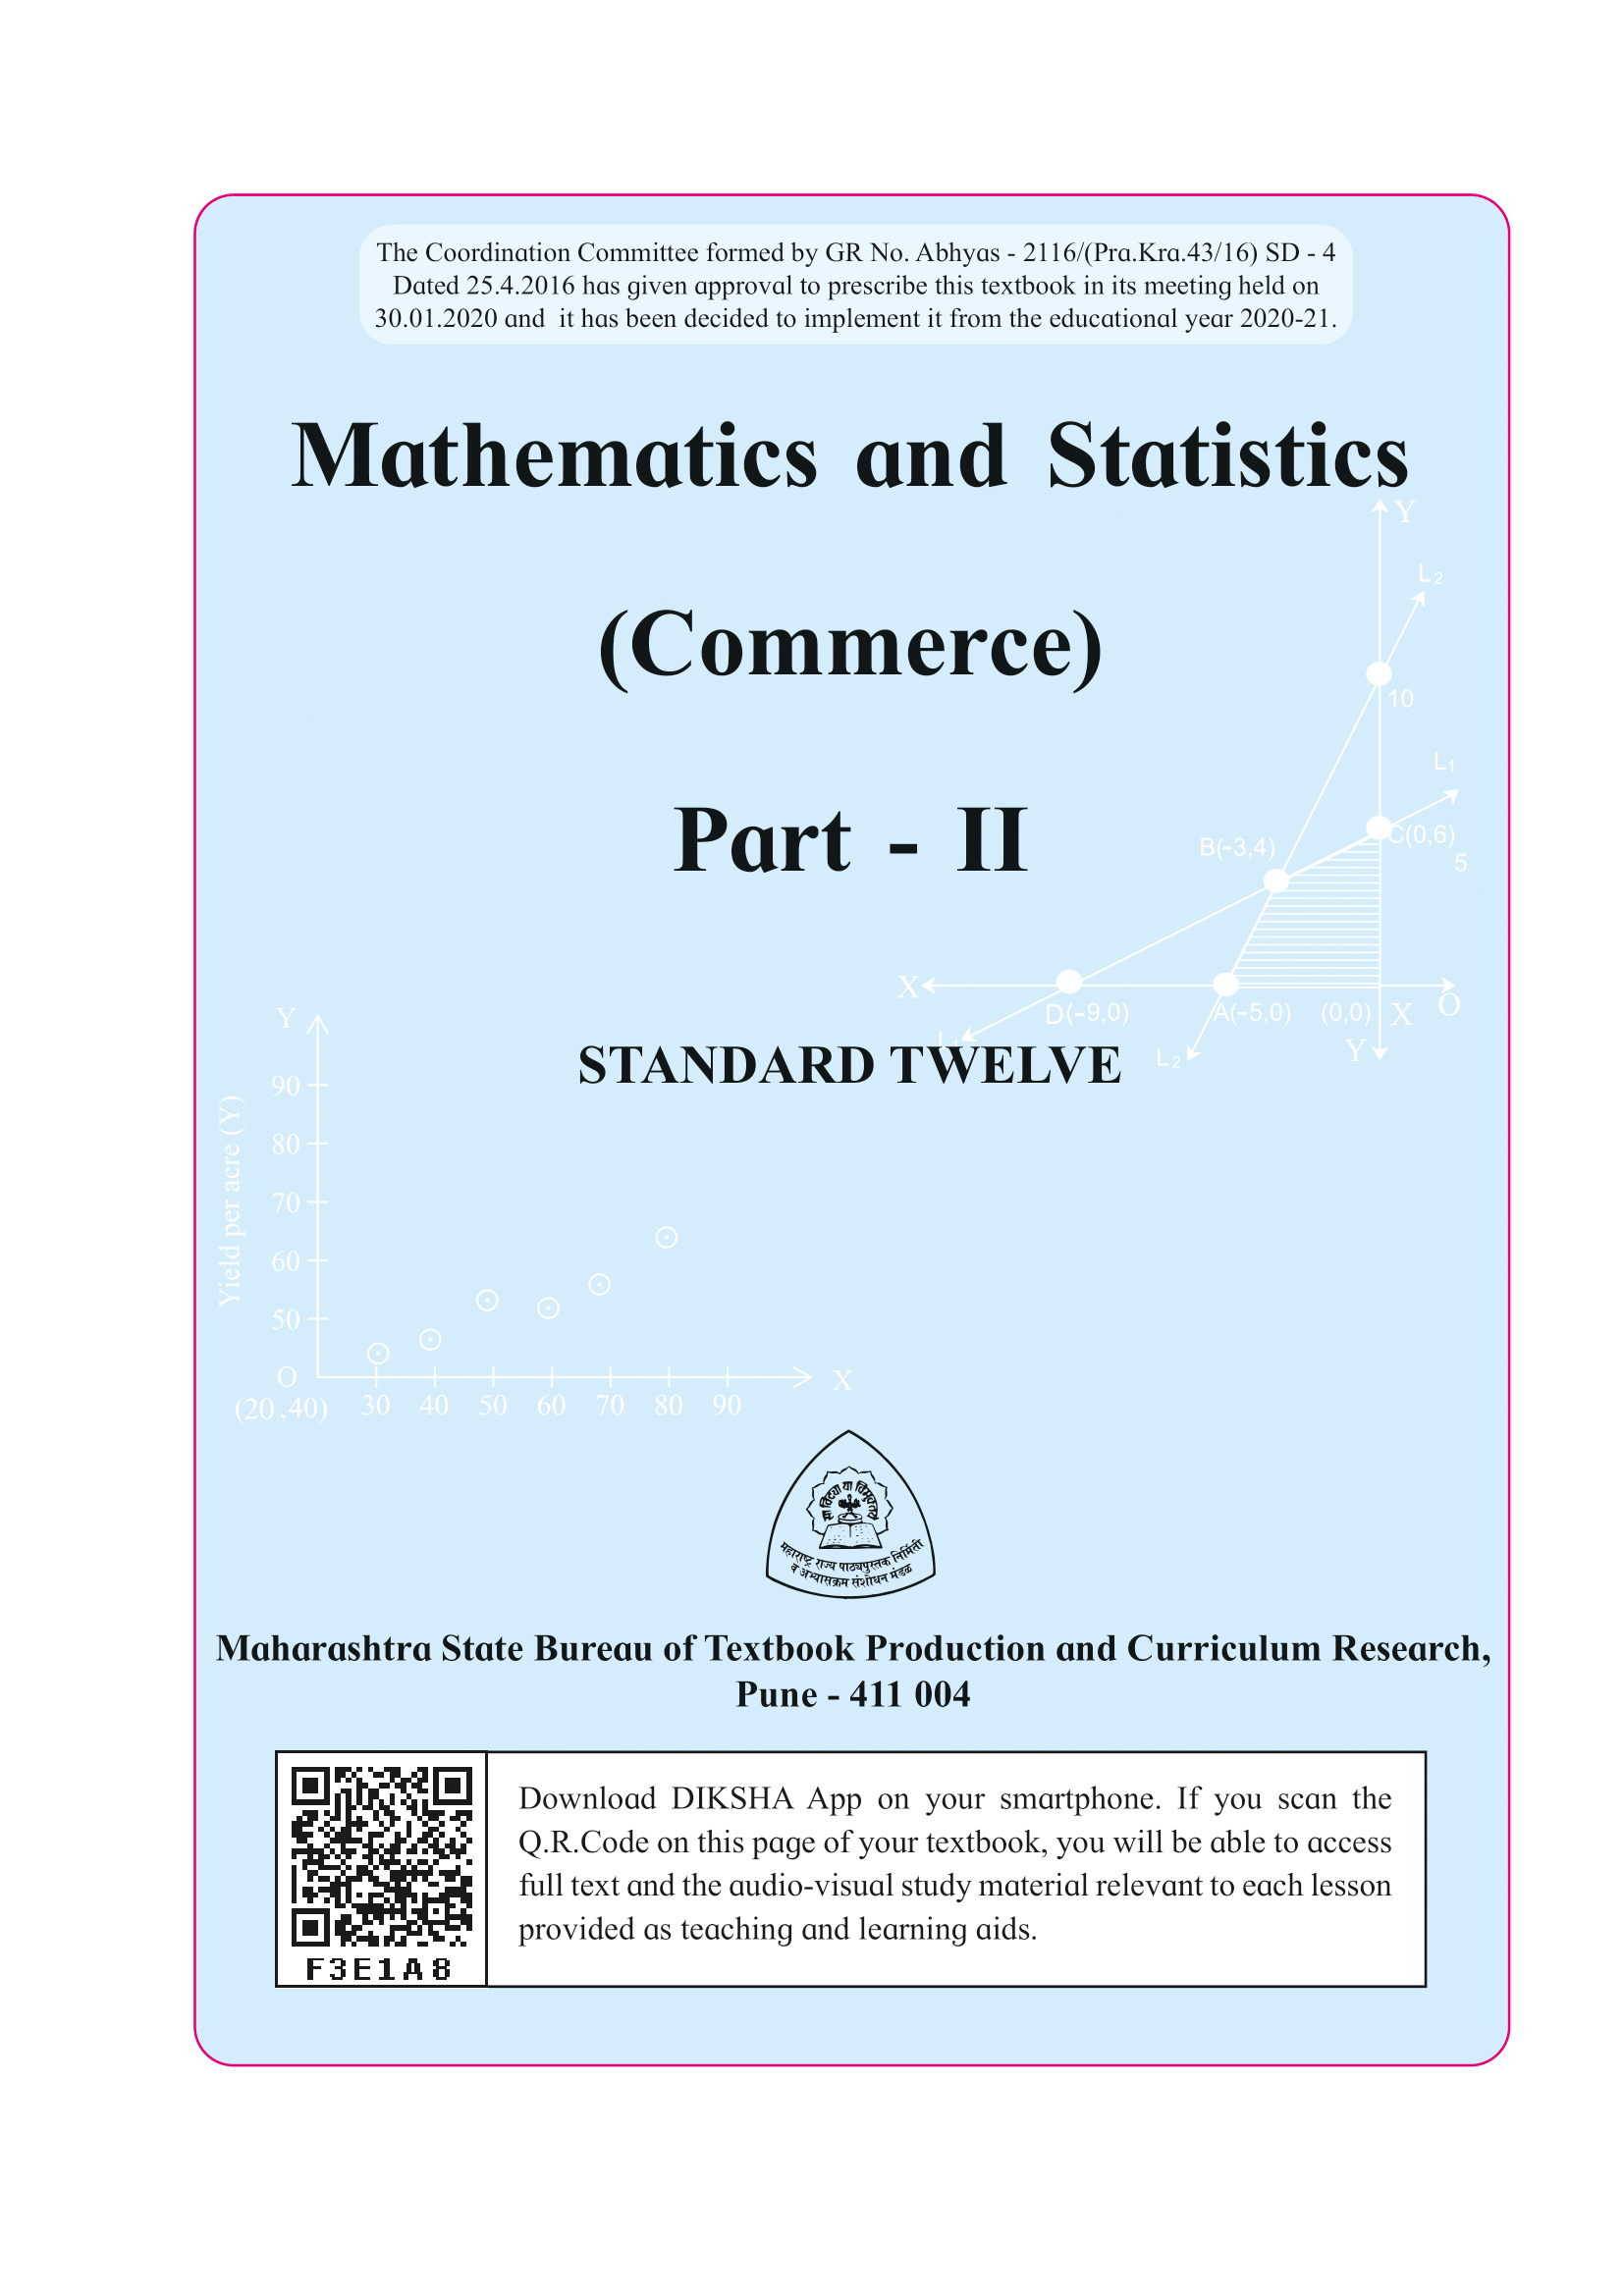 The Coordination Committee formed by GR No. Abhyas - 2116/(Pra.Kra.43/16) SD - 4
Dated 25.4.2016 has given approval to prescribe this textbook in its meeting held on
30.01.2020 and it has been decided to implement it from the educational year 2020-21.
Mathematics and Statistics
(Commerce)
Part - II
STANDARD TWELVE
Y
L2
10
L1
C(0,6)
5
B(-3,4)
X
D(-9,0)
A(-5,0)
(0,0)
X
O
L1
L2
Y
Y
Yield per acre (Y)
90
80
70
60
50
O
(20,40)
30 40 50 60 70 80 90
X
सा विद्या या विमुक्तये
महाराष्ट्र राज्य पाठ्यपुस्तक निर्मिती
व अभ्यासक्रम संशोधन मंडळ
Maharashtra State Bureau of Textbook Production and Curriculum Research,
Pune - 411 004
F3E1A8
Download DIKSHA App on your smartphone. If you scan the
Q.R.Code on this page of your textbook, you will be able to access
full text and the audio-visual study material relevant to each lesson
provided as teaching and learning aids.